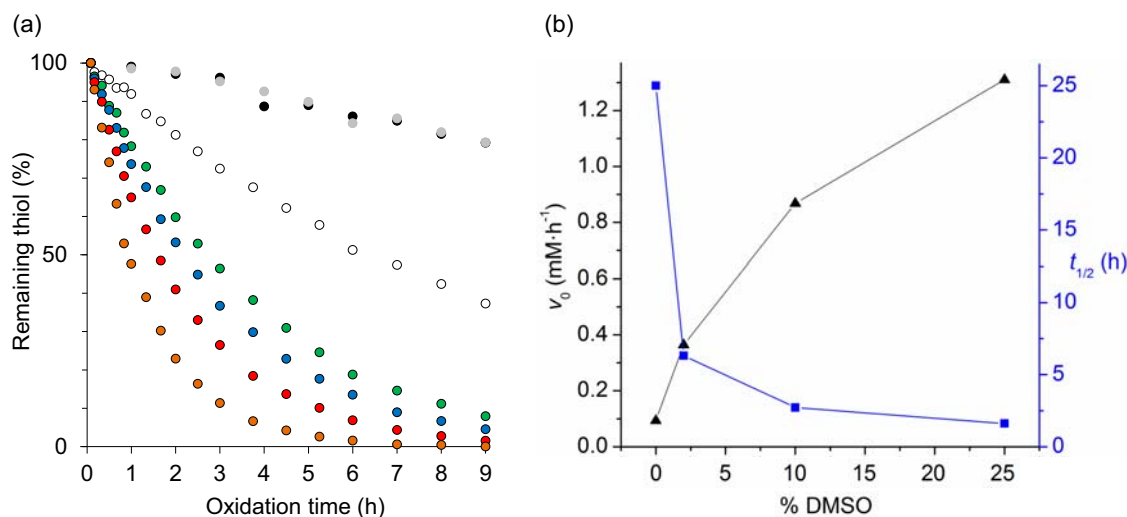 (a)
100
50
0
Remaining thiol (%)
0 1 2 3 4 5 6 7 8 9
Oxidation time (h)
(b)
1.2
1.0
0.8
0.6
0.4
0.2
0.0
v₀ (mM·h⁻¹)
25
20
15
10
5
0
t₁/₂ (h)
0 5 10 15 20 25
% DMSO